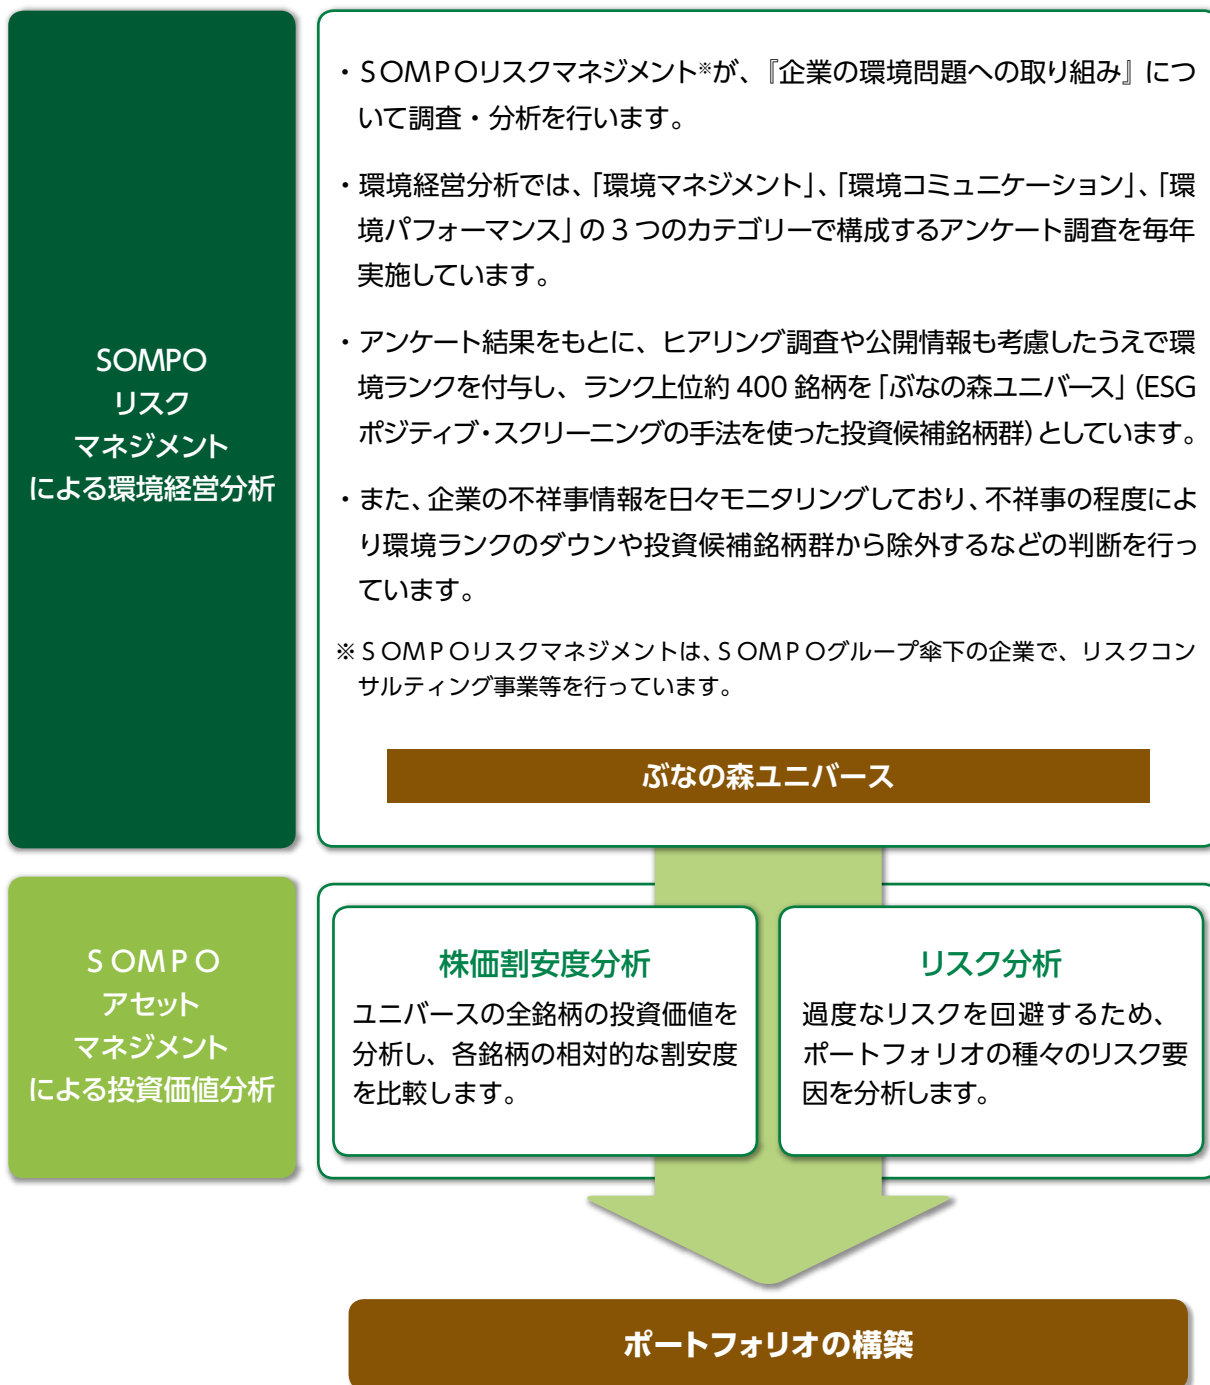 SOMPO
リスク
マネジメント
による環境経営分析
・SOMPOリスクマネジメント※が、『企業の環境問題への取り組み』につ
いて調査・分析を行います。
・環境経営分析では、「環境マネジメント」、「環境コミュニケーション」、「環
境パフォーマンス」の3つのカテゴリーで構成するアンケート調査を毎年
実施しています。
・アンケート結果をもとに、ヒアリング調査や公開情報も考慮したうえで環
境ランクを付与し、ランク上位約400銘柄を「ぶなの森ユニバース」(ESG
ポジティブ・スクリーニングの手法を使った投資候補銘柄群)としています。
・また、企業の不祥事情報を日々モニタリングしており、不祥事の程度によ
り環境ランクのダウンや投資候補銘柄群から除外するなどの判断を行っ
ています。
※SOMPOリスクマネジメントは、SOMPOグループ傘下の企業で、リスクコン
サルティング事業等を行っています。
ぶなの森ユニバース
SOMPO
アセット
マネジメント
による投資価値分析
株価割安度分析
ユニバースの全銘柄の投資価値を
分析し、各銘柄の相対的な割安度
を比較します。
リスク分析
過度なリスクを回避するため、
ポートフォリオの種々のリスク要
因を分析します。
ポートフォリオの構築